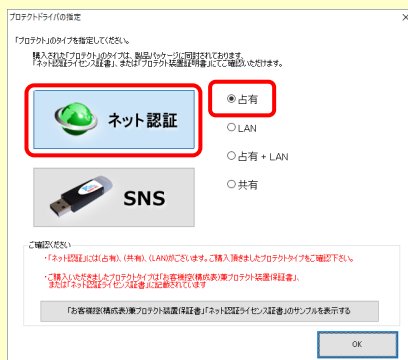 プロテクトドライバの指定
「プロテクト」のタイプを指定してください。
購入された「プロテクト」のタイプは、製品パッケージに同封されております、
「ネット認証ライセンス証書」、または「プロテクト装置証明書」にてご確認いただけます。
ネット認証
占有
LAN
占有 + LAN
共有
SNS
ご確認ください
・「ネット認証」には（占有）、（共有）、（LAN）がございます。ご購入頂きましたプロテクトタイプをご確認下さい。
・ご購入いただきましたプロテクトタイプは「お客様控（構成表）兼プロテクト装置保証書」、
または「ネット認証ライセンス証書」に記載されています
「お客様控（構成表）兼プロテクト装置保証書」「ネット認証ライセンス証書」のサンプルを表示する
OK